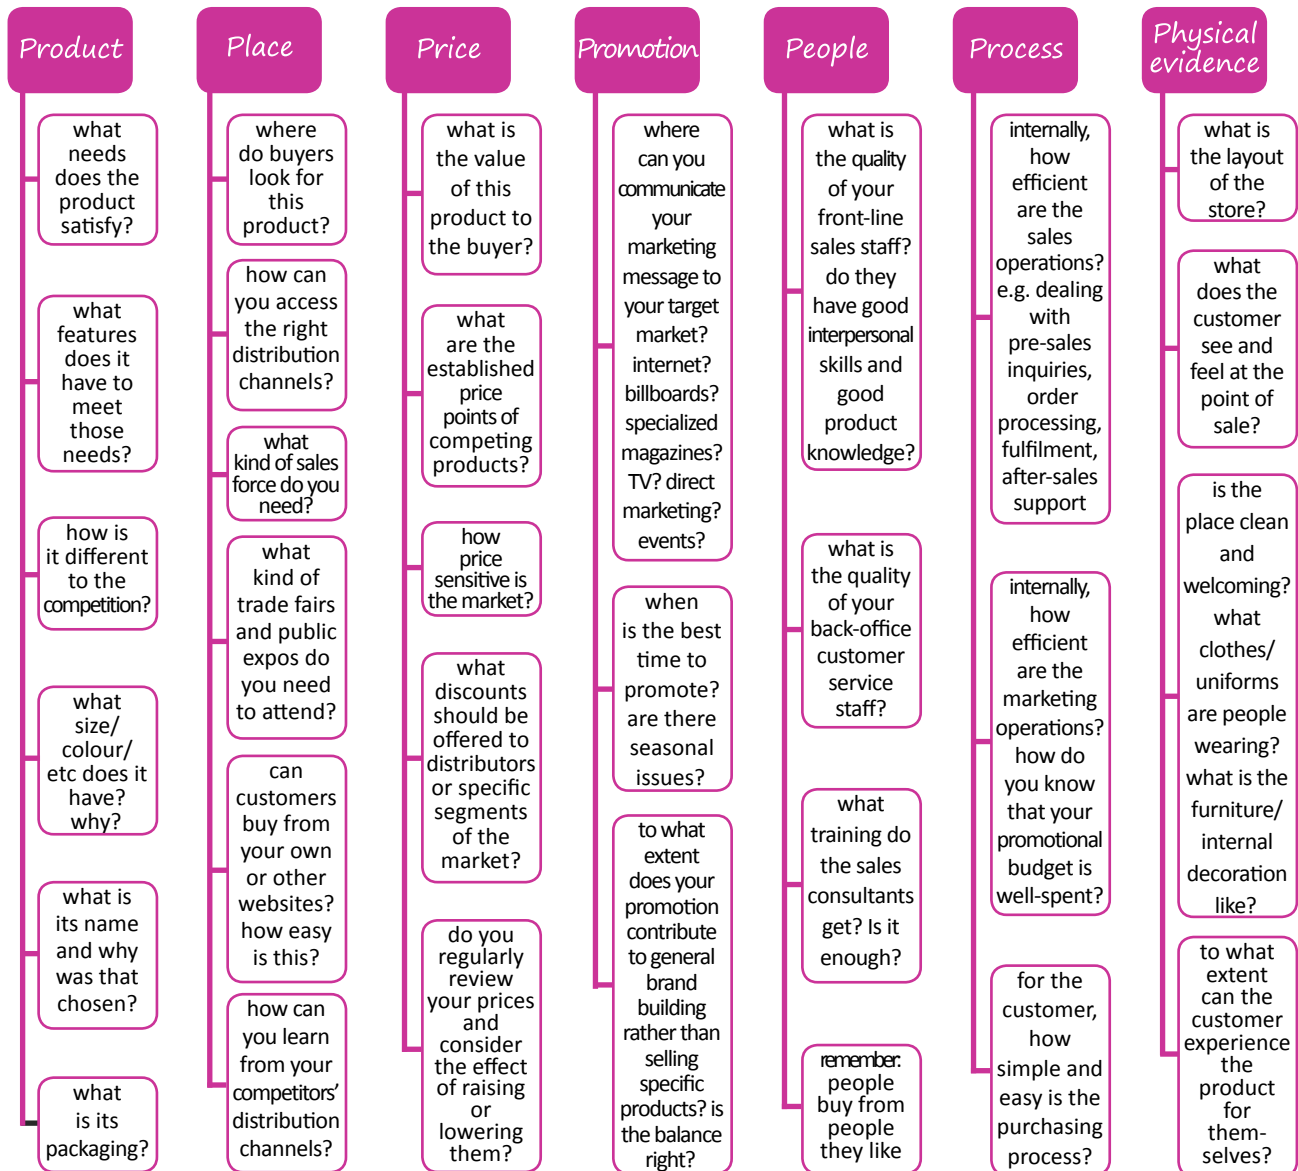 Product
what
needs
does the
product
satisfy?
what
features
does it
have to
meet
those
needs?
how is
it different
to the
competition?
what
size/
colour/
etc does it
have?
why?
what is
its name
and why
was that
chosen?
what
is its
packaging?
Place
where
do buyers
look for
this
product?
how can
you access
the right
distribution
channels?
what
kind of sales
force do you
need?
what
kind of
trade fairs
and public
expos do
you need
to attend?
can
customers
buy from
your own
or other
websites?
how easy
is this?
how can
you learn
from your
competitors’
distribution
channels?
Price
what is
the value
of this
product to
the buyer?
what
are the
established
price
points of
competing
products?
how
price
sensitive is
the market?
what
discounts
should be
offered to
distributors
or specific
segments
of the
market?
do you
regularly
review
your prices
and
consider
the effect
of raising
or
lowering
them?
Promotion
where
can you
communicate
your
marketing
message to
your target
market?
internet?
billboards?
specialized
magazines?
TV? direct
marketing?
events?
when
is the best
time to
promote?
are there
seasonal
issues?
to what
extent
does your
promotion
contribute
to general
brand
building
rather than
selling
specific
products? is
the balance
right?
People
what is
the quality
of your
front-line
sales staff?
do they
have good
interpersonal
skills and
good
product
knowledge?
what is
the quality
of your
back-office
customer
service
staff?
what
training do
the sales
consultants
get? Is it
enough?
remember:
people
buy from
people
they like
Process
internally,
how
efficient
are the
sales
operations?
e.g. dealing
with
pre-sales
inquiries,
order
processing,
fulfilment,
after-sales
support
internally,
how
efficient
are the
marketing
operations?
how do
you know
that your
promotional
budget is
well-spent?
for the
customer,
how
simple and
easy is the
purchasing
process?
Physical
evidence
what is
the layout
of the
store?
what
does the
customer
see and
feel at the
point of
sale?
is the
place clean
and
welcoming?
what
clothes/
uniforms
are people
wearing?
what is the
furniture/
internal
decoration
like?
to what
extent
can the
customer
experience
the
product
for
them-
selves?